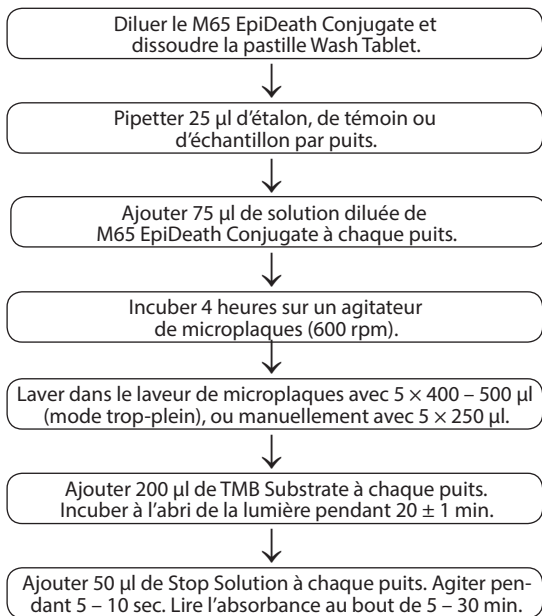 Diluer le M65 EpiDeath Conjugate et
dissoudre la pastille Wash Tablet.
Pipetter 25 µl d'étalon, de témoin ou
d'échantillon par puits.
Ajouter 75 µl de solution diluée de
M65 EpiDeath Conjugate à chaque puits.
Incuber 4 heures sur un agitateur
de microplaques (600 rpm).
Laver dans le laveur de microplaques avec 5 × 400 – 500 µl
(mode trop-plein), ou manuellement avec 5 × 250 µl.
Ajouter 200 µl de TMB Substrate à chaque puits.
Incuber à l'abri de la lumière pendant 20 ± 1 min.
Ajouter 50 µl de Stop Solution à chaque puits. Agiter pen-
dant 5 – 10 sec. Lire l'absorbance au bout de 5 – 30 min.